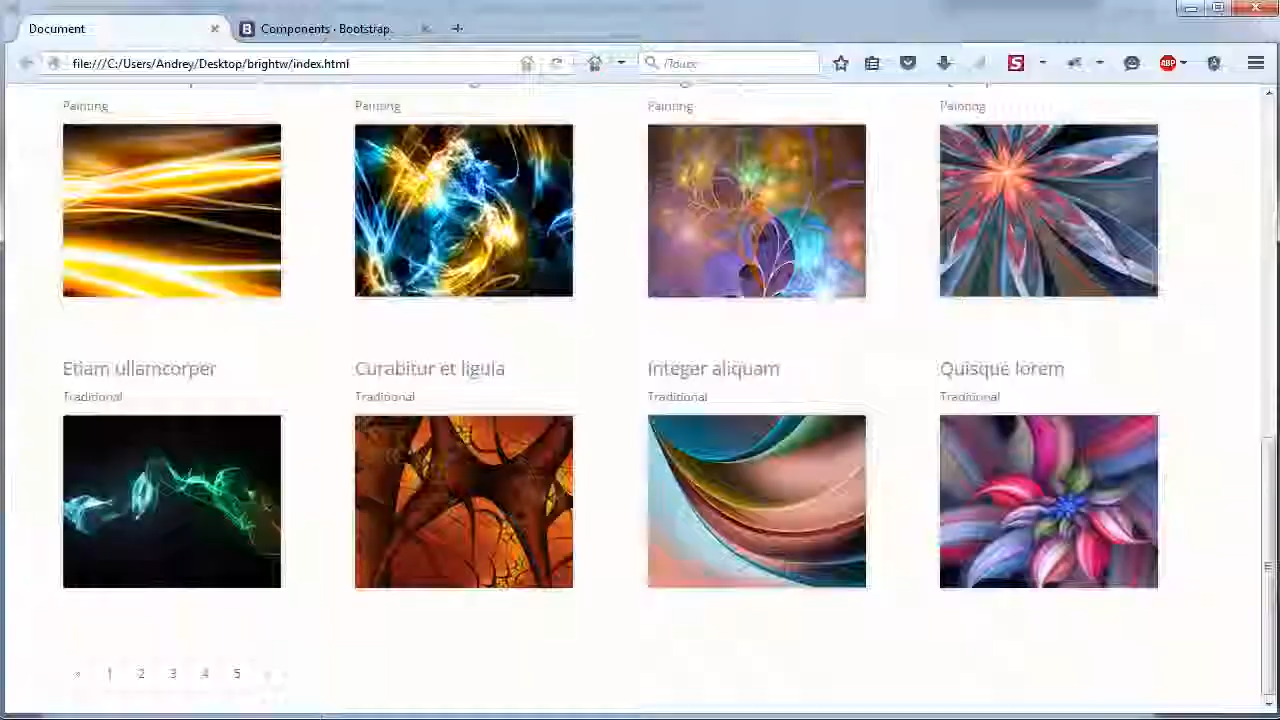 Document
Components · Bootstrap
file:///C:/Users/Andrey/Desktop/brightw/index.html
Поиск
S
ABP
Painting
Painting
Painting
Painting
Etiam ullamcorper
Curabitur et ligula
Integer aliquam
Quisque lorem
Traditional
Traditional
Traditional
Traditional
« 1 2 3 4 5